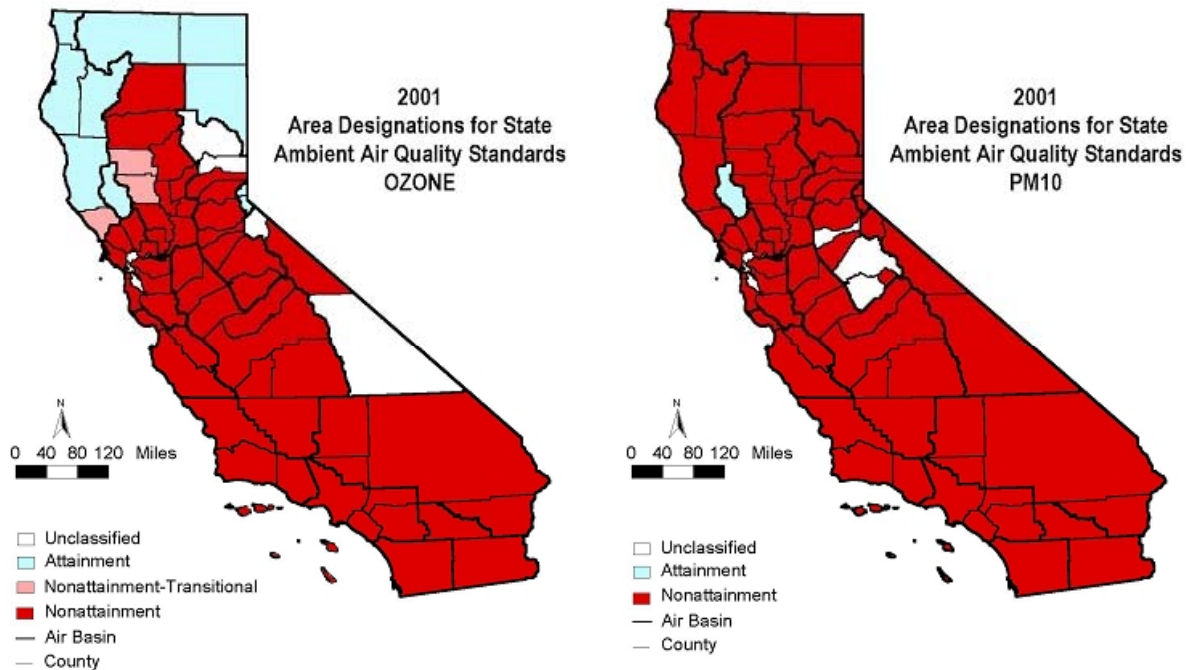 2001
Area Designations for State
Ambient Air Quality Standards
OZONE
N
0 40 80 120 Miles
Unclassified
Attainment
Nonattainment-Transitional
Nonattainment
Air Basin
County
2001
Area Designations for State
Ambient Air Quality Standards
PM10
N
0 40 80 120 Miles
Unclassified
Attainment
Nonattainment
Air Basin
County